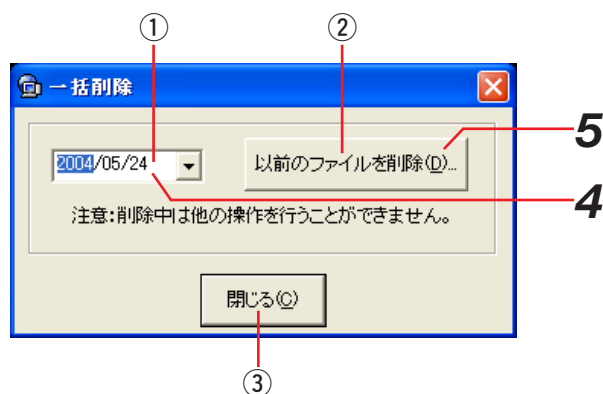 ① ②
一括削除
2004/05/24 以前のファイルを削除(D)... 5
4
注意:削除中は他の操作を行うことができません。
閉じる(C)
③